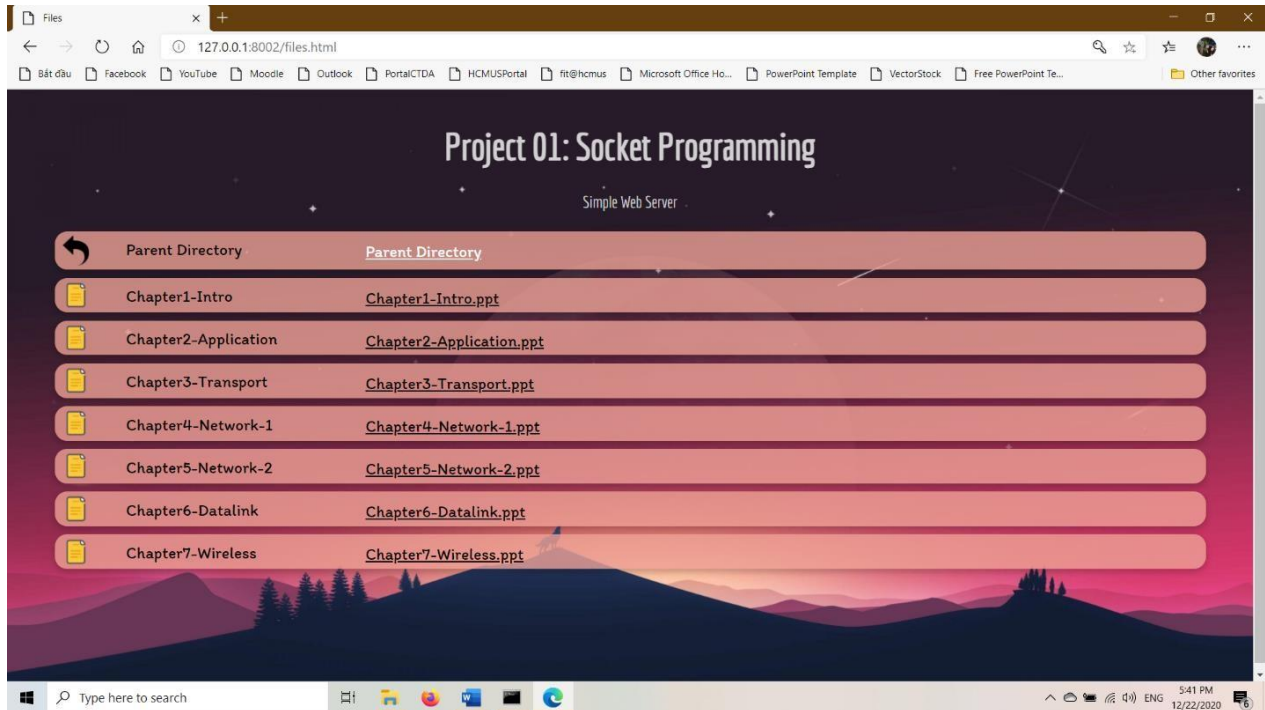 Files
127.0.0.1:8002/files.html
Bắt đầu Facebook YouTube Moodle Outlook PortalCTDA HCMUSPortal fit@hcmus Microsoft Office Ho... PowerPoint Template VectorStock Free PowerPoint Te... Other favorites
Project 01: Socket Programming
Simple Web Server
Parent Directory Parent Directory
Chapter1-Intro Chapter1-Intro.ppt
Chapter2-Application Chapter2-Application.ppt
Chapter3-Transport Chapter3-Transport.ppt
Chapter4-Network-1 Chapter4-Network-1.ppt
Chapter5-Network-2 Chapter5-Network-2.ppt
Chapter6-Datalink Chapter6-Datalink.ppt
Chapter7-Wireless Chapter7-Wireless.ppt
Type here to search ENG 5:41 PM
12/22/2020 6